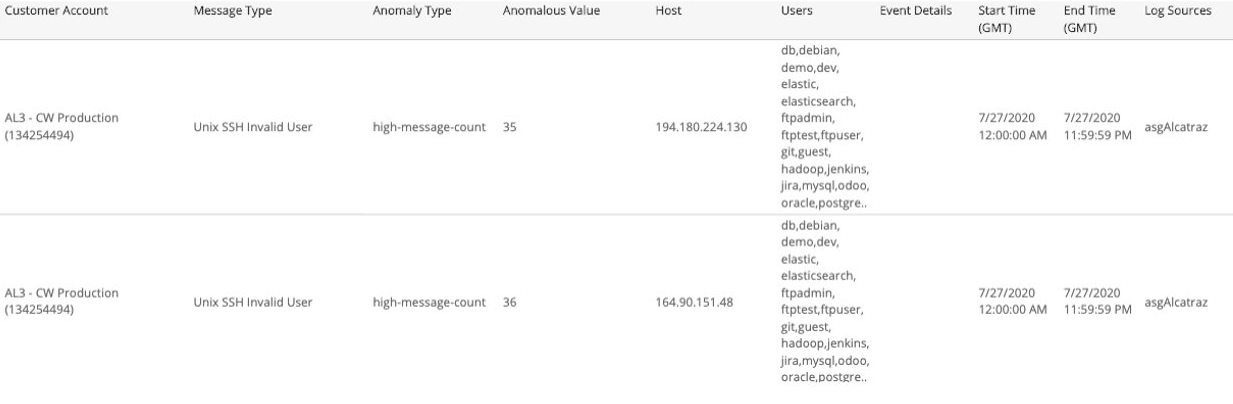 Customer Account Message Type Anomaly Type Anomalous Value Host Users Event Details Start Time (GMT) End Time (GMT) Log Sources
AL3 - CW Production (134254494)
Unix SSH Invalid User
high-message-count
35
194.180.224.130
db,debian,
demo,dev,
elastic,
elasticsearch,
ftpadmin,
ftptest,ftpuser,
git,guest,
hadoop,jenkins,
jira,mysql,odoo,
oracle,postgre..
7/27/2020
12:00:00 AM
7/27/2020
11:59:59 PM
asgAlcatraz
AL3 - CW Production
(134254494)
Unix SSH Invalid User
high-message-count
36
164.90.151.48
db,debian,
demo,dev,
elastic,
elasticsearch,
ftpadmin,
ftptest,ftpuser,
git,guest,
hadoop,jenkins,
jira,mysql,odoo,
oracle,postgre..
7/27/2020
12:00:00 AM
7/27/2020
11:59:59 PM
asgAlcatraz